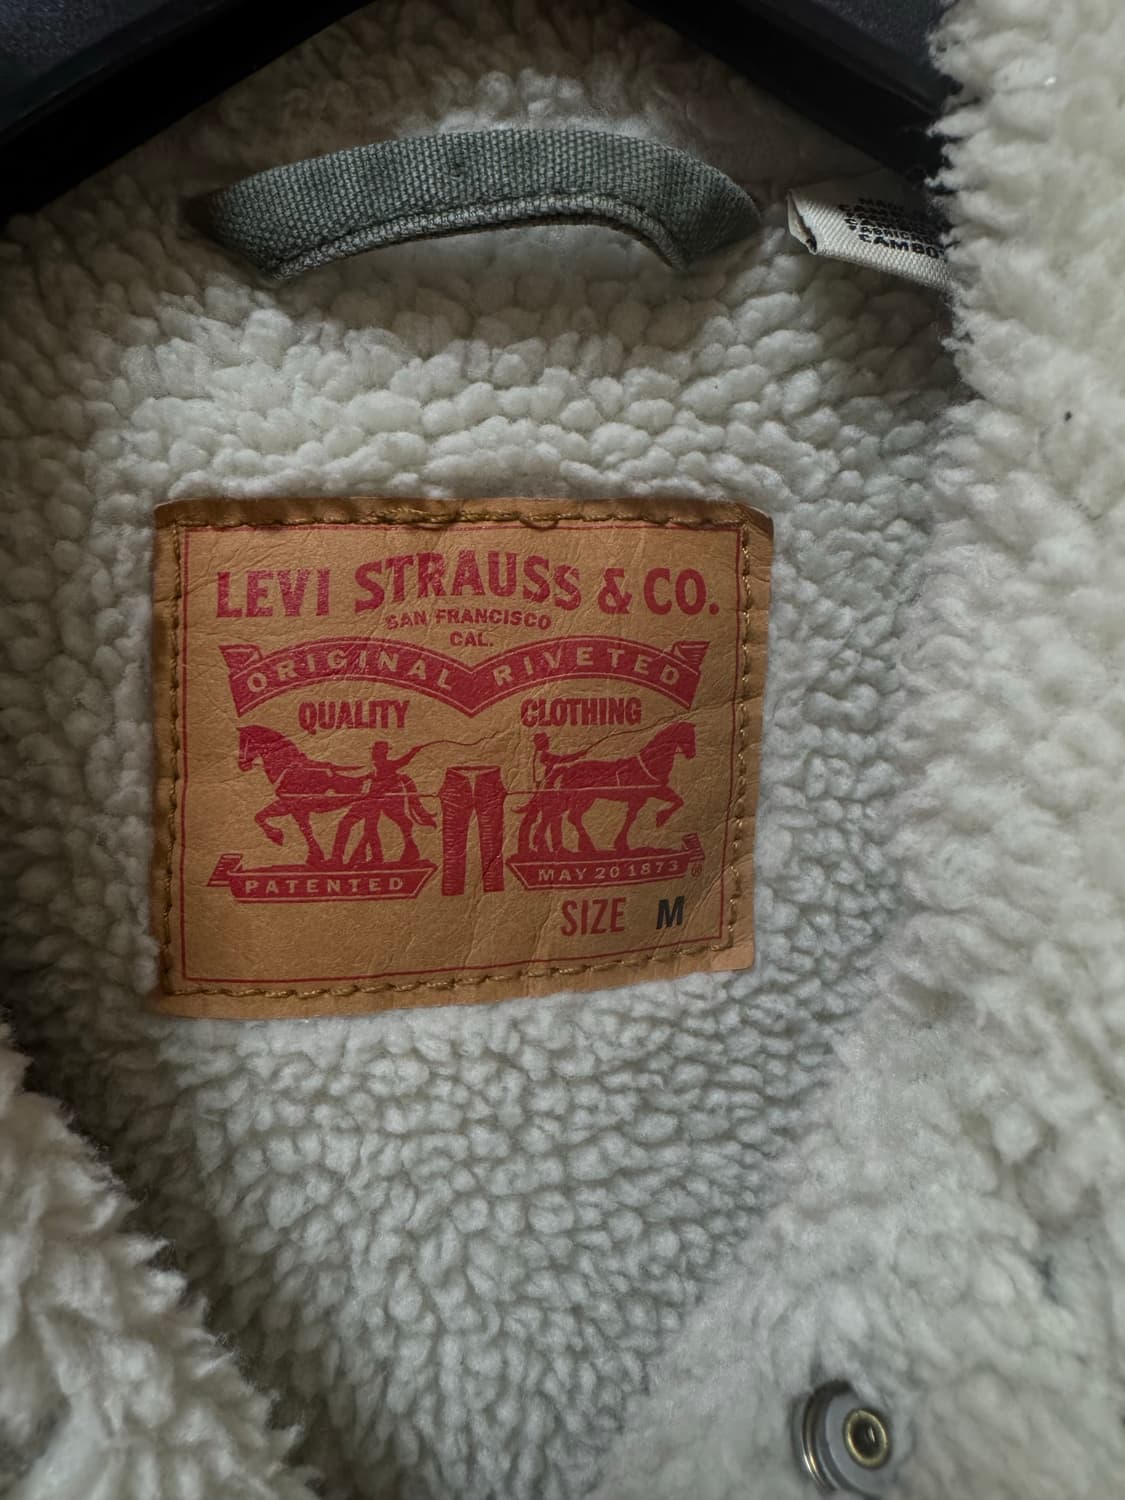 LEVI STRAUSS & CO.
SAN FRANCISCO
CAL.
ORIGINAL RIVETED
QUALITY CLOTHING
PATENTED MAY 20 1873 ®
SIZE M